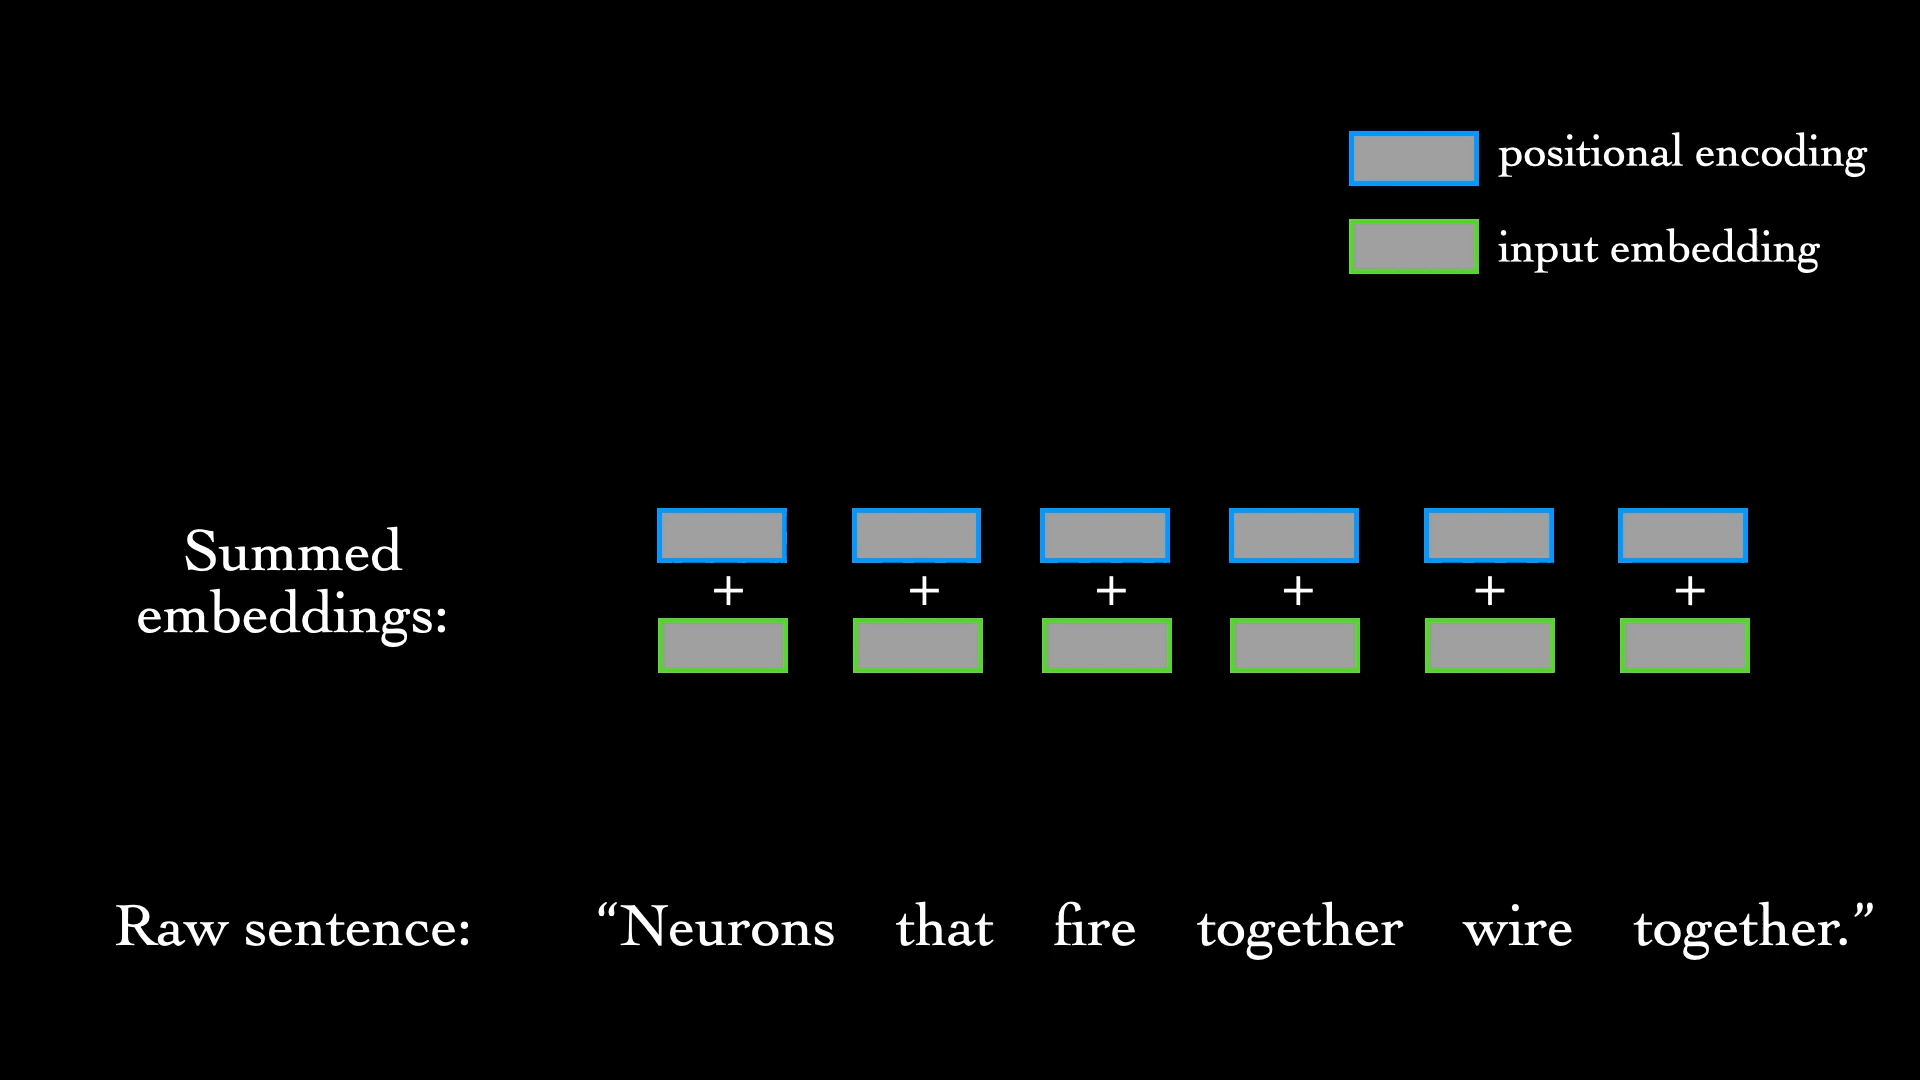 positional encoding
input embedding
Summed
embeddings:
+ + + + + +
Raw sentence: “Neurons that fire together wire together.”